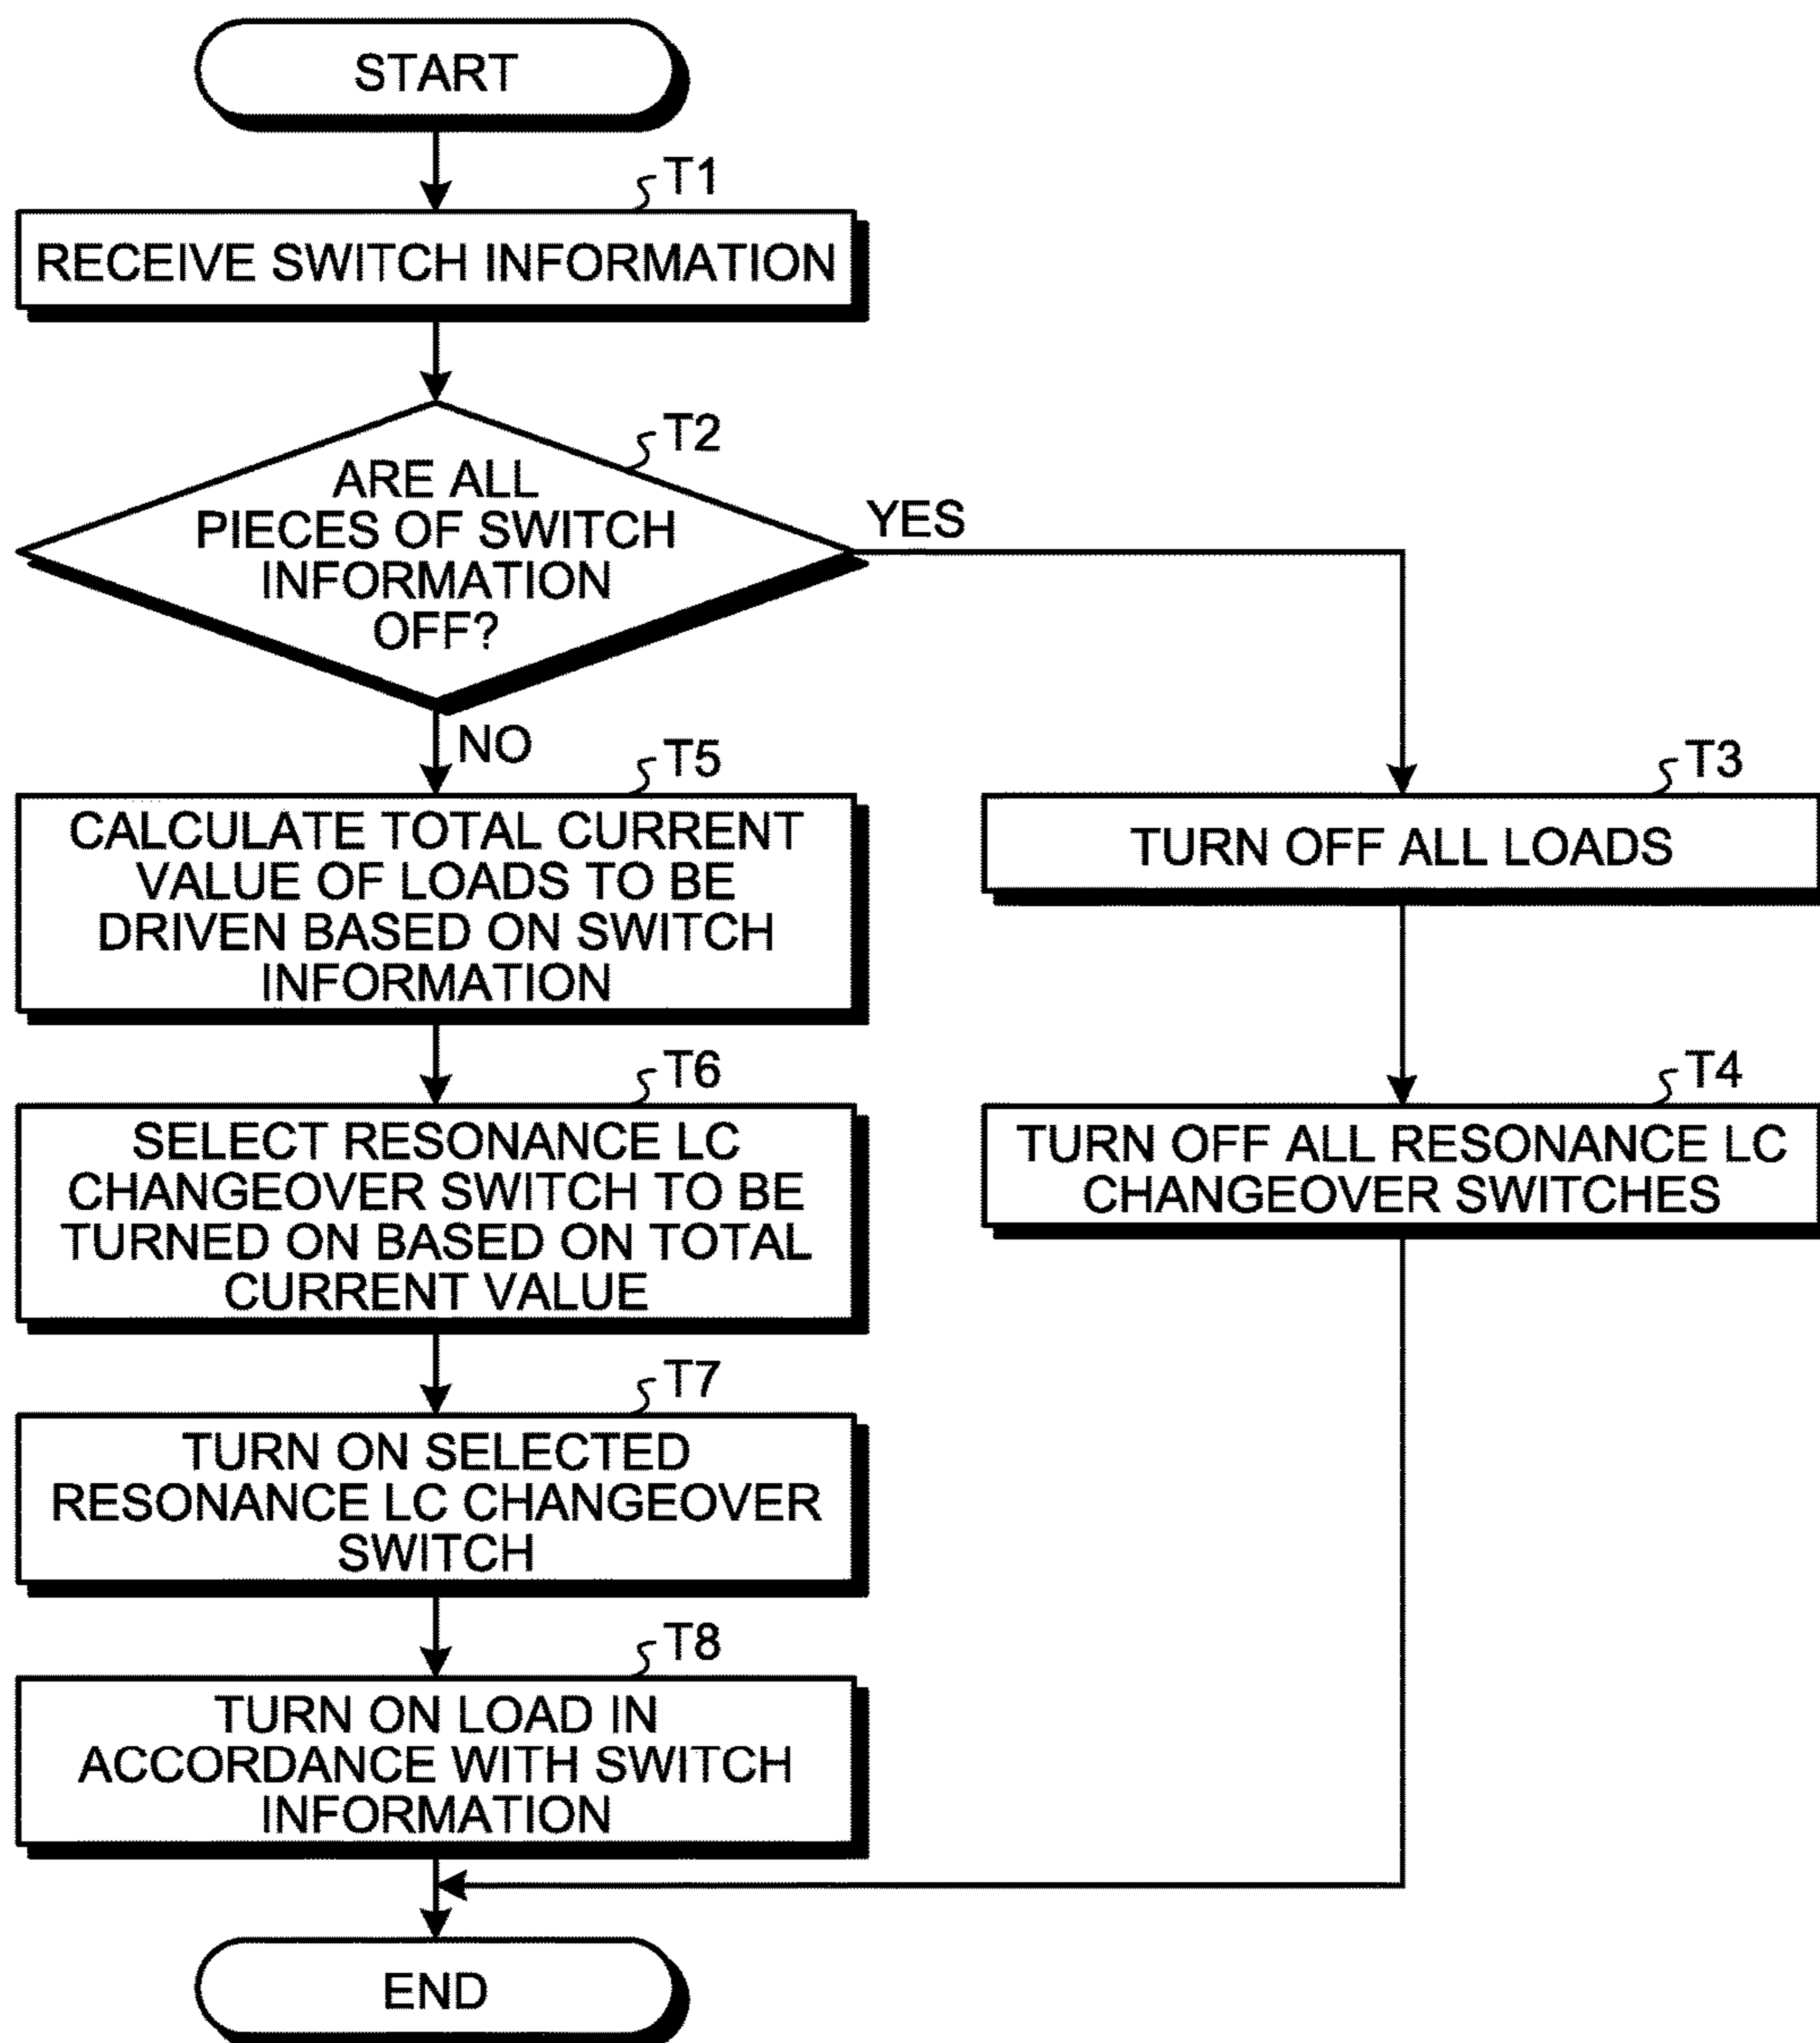 START
T1
RECEIVE SWITCH INFORMATION
T2
ARE ALL
PIECES OF SWITCH
INFORMATION
OFF?
YES
NO
T5
CALCULATE TOTAL CURRENT
VALUE OF LOADS TO BE
DRIVEN BASED ON SWITCH
INFORMATION
T3
TURN OFF ALL LOADS
T6
SELECT RESONANCE LC
CHANGEOVER SWITCH TO BE
TURNED ON BASED ON TOTAL
CURRENT VALUE
T4
TURN OFF ALL RESONANCE LC
CHANGEOVER SWITCHES
T7
TURN ON SELECTED
RESONANCE LC CHANGEOVER
SWITCH
T8
TURN ON LOAD IN
ACCORDANCE WITH SWITCH
INFORMATION
END